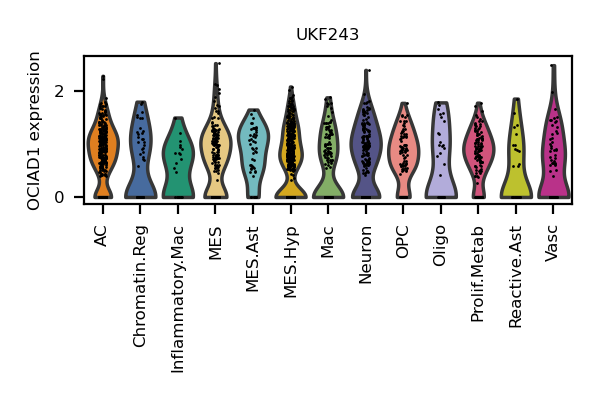 UKF243
OCIAD1 expression
2
0
AC
Chromatin.Reg
Inflammatory.Mac
MES
MES.Ast
MES.Hyp
Mac
Neuron
OPC
Oligo
Prolif.Metab
Reactive.Ast
Vasc